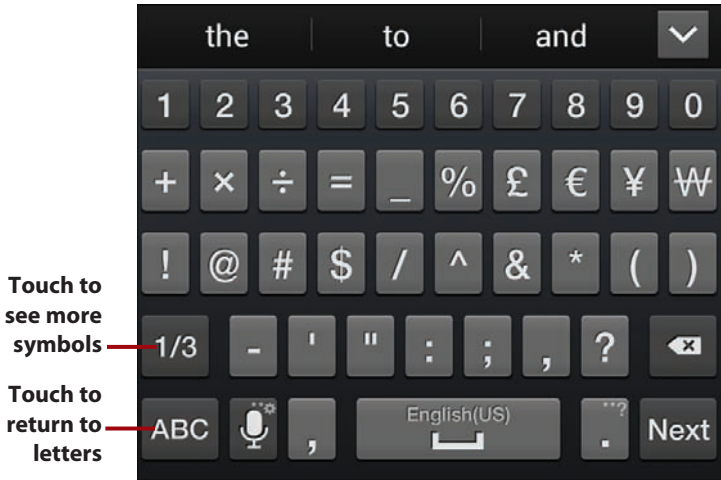 the to and
1 2 3 4 5 6 7 8 9 0
+ × ÷ = _ % £ € ¥ ₩
! @ # $ / ^ & * ( )
Touch to
see more
symbols
1/3 - ' " : ; , ?
Touch to
return to
letters
ABC , English(US) . ? Next